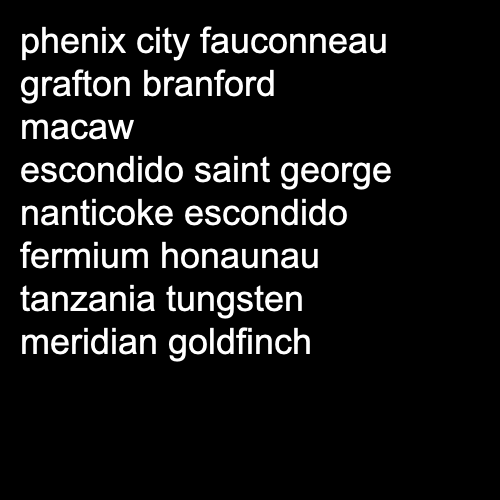 phenix city fauconneau
grafton branford
macaw
escondido saint george
nanticoke escondido
fermium honaunau
tanzania tungsten
meridian goldfinch